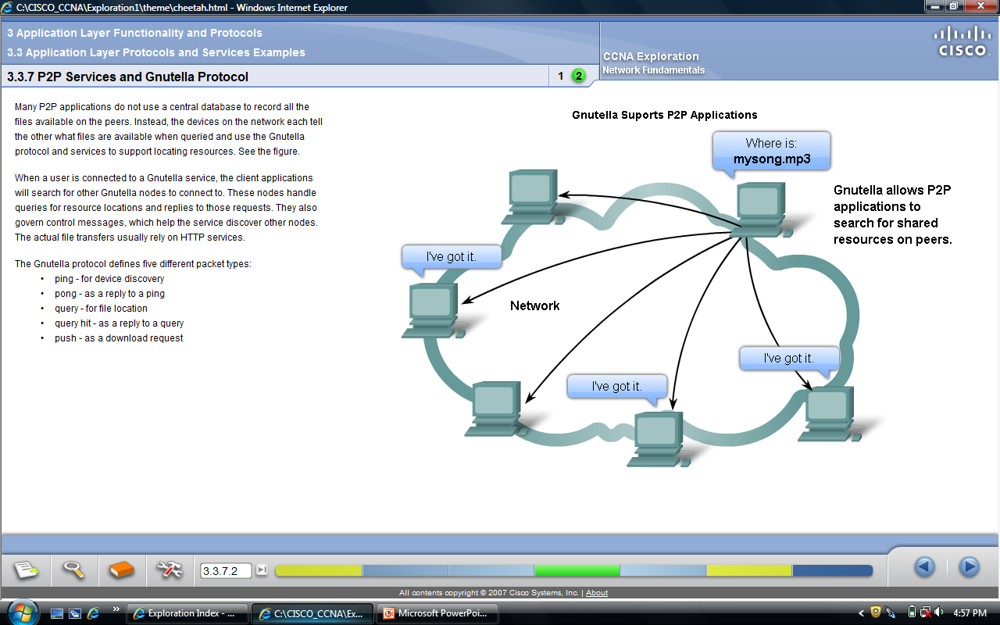 C:\CISCO_CCNA\Exploration1\theme\cheetah.html - Windows Internet Explorer
3 Application Layer Functionality and Protocols
3.3 Application Layer Protocols and Services Examples
CISCO
CCNA Exploration
Network Fundamentals
3.3.7 P2P Services and Gnutella Protocol
1 2
Many P2P applications do not use a central database to record all the
files available on the peers. Instead, the devices on the network each tell
the other what files are available when queried and use the Gnutella
protocol and services to support locating resources. See the figure.
When a user is connected to a Gnutella service, the client applications
will search for other Gnutella nodes to connect to. These nodes handle
queries for resource locations and replies to those requests. They also
govern control messages, which help the service discover other nodes.
The actual file transfers usually rely on HTTP services.
The Gnutella protocol defines five different packet types:
• ping - for device discovery
• pong - as a reply to a ping
• query - for file location
• query hit - as a reply to a query
• push - as a download request
Gnutella Suports P2P Applications
Where is:
mysong.mp3
Gnutella allows P2P
applications to
search for shared
resources on peers.
I've got it.
Network
I've got it.
I've got it.
3.3.7.2
All contents copyright © 2007 Cisco Systems, Inc. | About
Exploration Index - ...
C:\CISCO_CCNA\Ex...
Microsoft PowerPoi...
4:57 PM